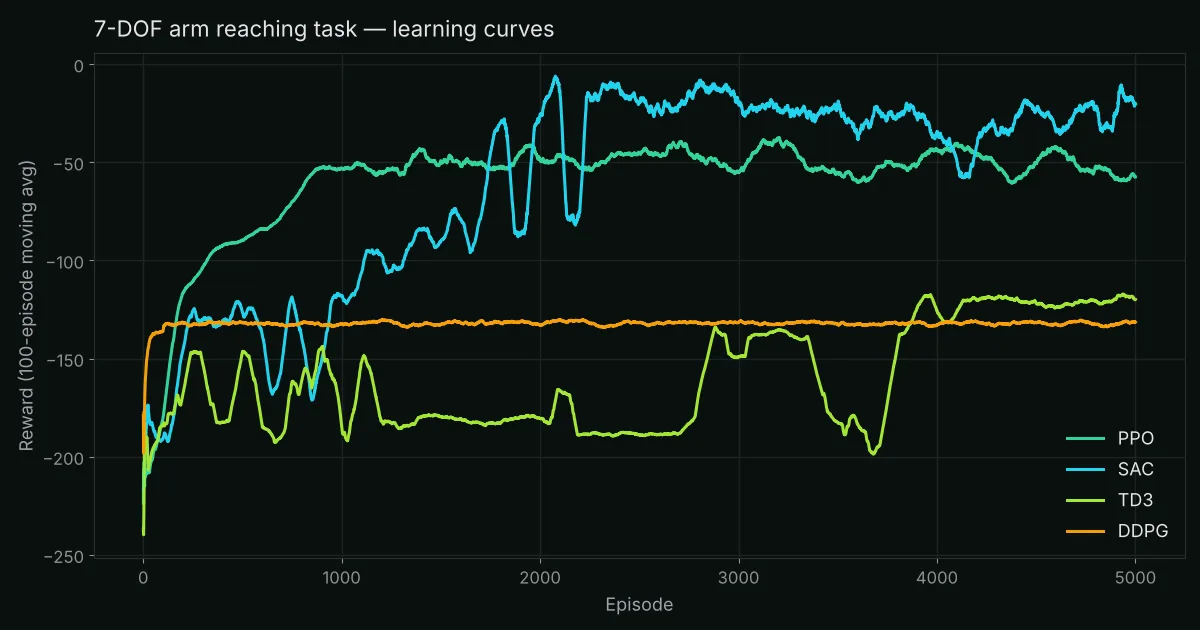 7-DOF arm reaching task — learning curves
Reward (100-episode moving avg)
0
−50
−100
−150
−200
−250
0 1000 2000 3000 4000 5000
Episode
PPO
SAC
TD3
DDPG